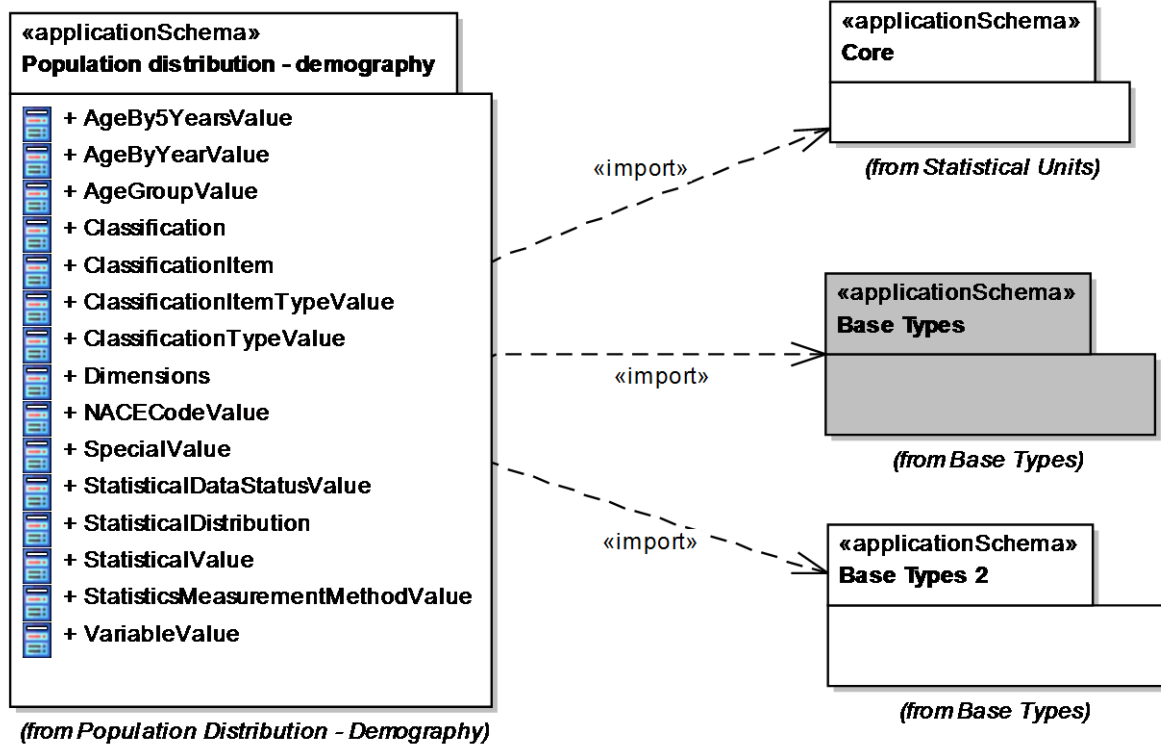 «applicationSchema»
Population distribution - demography
+ AgeBy5YearsValue
+ AgeByYearValue
+ AgeGroupValue
+ Classification
+ ClassificationItem
+ ClassificationItemTypeValue
+ ClassificationTypeValue
+ Dimensions
+ NACECodeValue
+ SpecialValue
+ StatisticalDataStatusValue
+ StatisticalDistribution
+ StatisticalValue
+ StatisticsMeasurementMethodValue
+ VariableValue
(from Population Distribution - Demography)
«import»
«import»
«import»
«applicationSchema»
Core
(from Statistical Units)
«applicationSchema»
Base Types
(from Base Types)
«applicationSchema»
Base Types 2
(from Base Types)